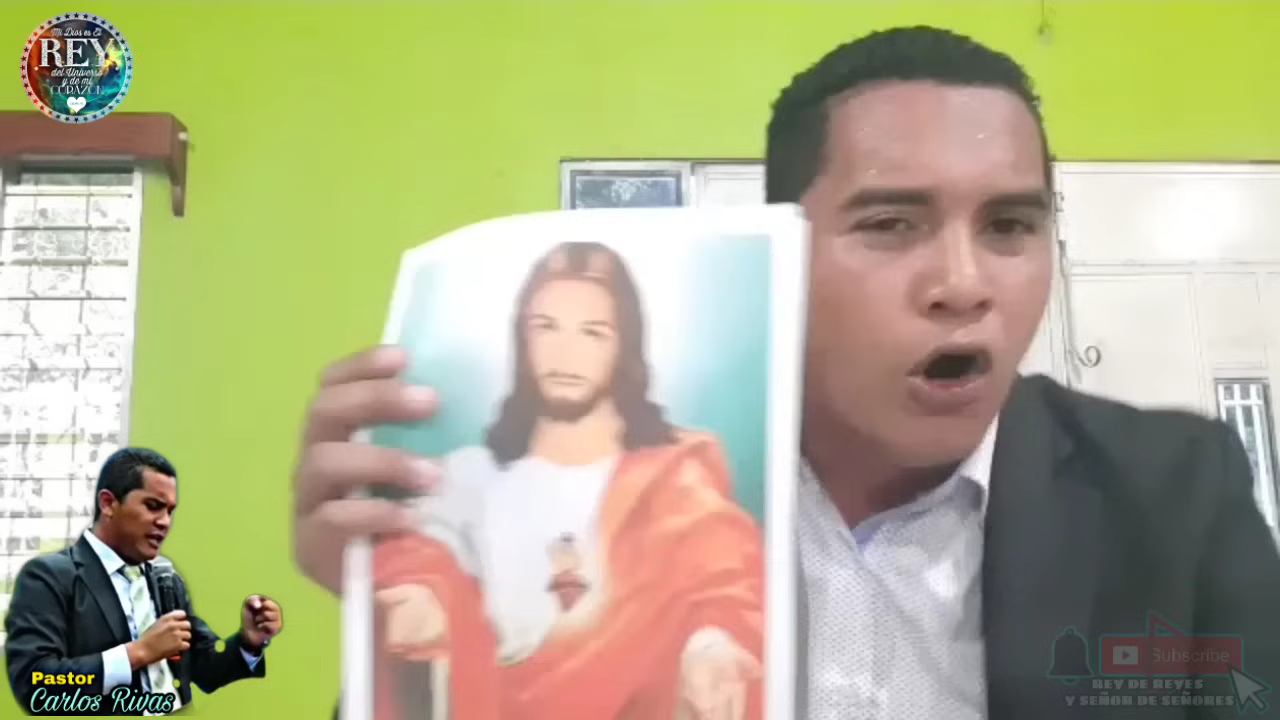 Mi Dios es El
REY
del Universo
y de mi
CORAZON
Pastor
Carlos Rivas
Subscribe
REY DE REYES
Y SEÑOR DE SEÑORES